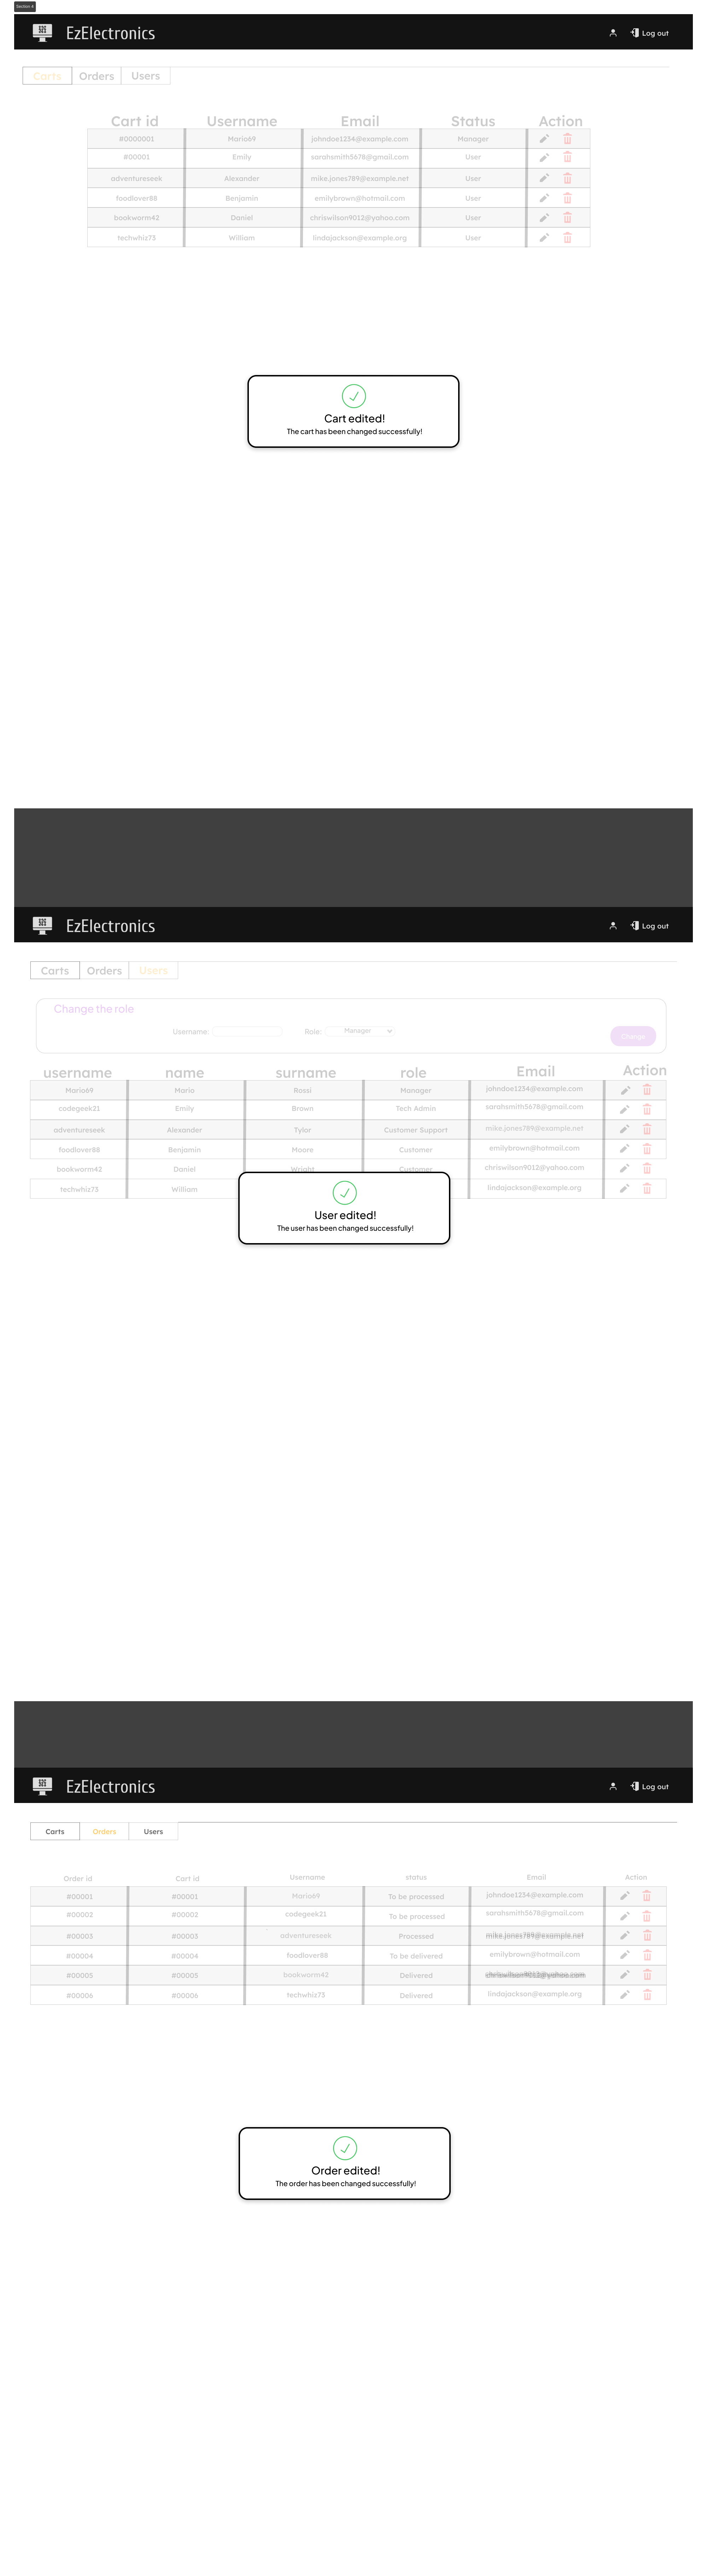 Section 4
EzElectronics Log out
Carts Orders Users
Cart id Username Email Status Action
#0000001 Mario69 johndoe1234@example.com Manager
#00001 Emily sarahsmith5678@gmail.com User
adventureseek Alexander mike.jones789@example.net User
foodlover88 Benjamin emilybrown@hotmail.com User
bookworm42 Daniel chriswilson9012@yahoo.com User
techwhiz73 William lindajackson@example.org User
Cart edited!
The cart has been changed successfully!
EzElectronics Log out
Carts Orders Users
Change the role
Username: Role: Manager Change
username name surname role Email Action
Mario69 Mario Rossi Manager johndoe1234@example.com
codegeek21 Emily Brown Tech Admin sarahsmith5678@gmail.com
adventureseek Alexander Tylor Customer Support mike.jones789@example.net
foodlover88 Benjamin Moore Customer emilybrown@hotmail.com
bookworm42 Daniel Wright Customer chriswilson9012@yahoo.com
techwhiz73 William lindajackson@example.org
User edited!
The user has been changed successfully!
EzElectronics Log out
Carts Orders Users
Order id Cart id Username status Email Action
#00001 #00001 Mario69 To be processed johndoe1234@example.com
#00002 #00002 codegeek21 To be processed sarahsmith5678@gmail.com
#00003 #00003 adventureseek Processed mike.jones789@example.net
#00004 #00004 foodlover88 To be delivered emilybrown@hotmail.com
#00005 #00005 bookworm42 Delivered chriswilson9012@yahoo.com
#00006 #00006 techwhiz73 Delivered lindajackson@example.org
Order edited!
The order has been changed successfully!